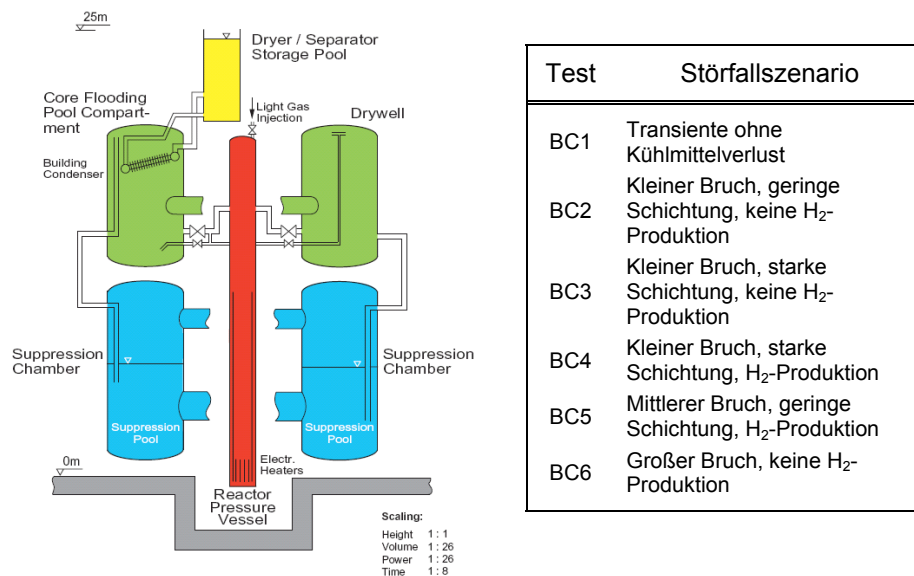 25m
Dryer / Separator
Storage Pool
Core Flooding
Pool Compart-
ment
Light Gas
Injection
Drywell
Building
Condenser
Suppression
Chamber
Suppression
Chamber
Suppression
Pool
Suppression
Pool
0m
Electr.
Heaters
Reactor
Pressure
Vessel
Scaling:
Height 1 : 1
Volume 1 : 26
Power 1 : 26
Time 1 : 8
Test Störfallszenario
BC1 Transiente ohne
Kühlmittelverlust
BC2 Kleiner Bruch, geringe
Schichtung, keine H₂-
Produktion
BC3 Kleiner Bruch, starke
Schichtung, keine H₂-
Produktion
BC4 Kleiner Bruch, starke
Schichtung, H₂-Produktion
BC5 Mittlerer Bruch, geringe
Schichtung, H₂-Produktion
BC6 Großer Bruch, keine H₂-
Produktion